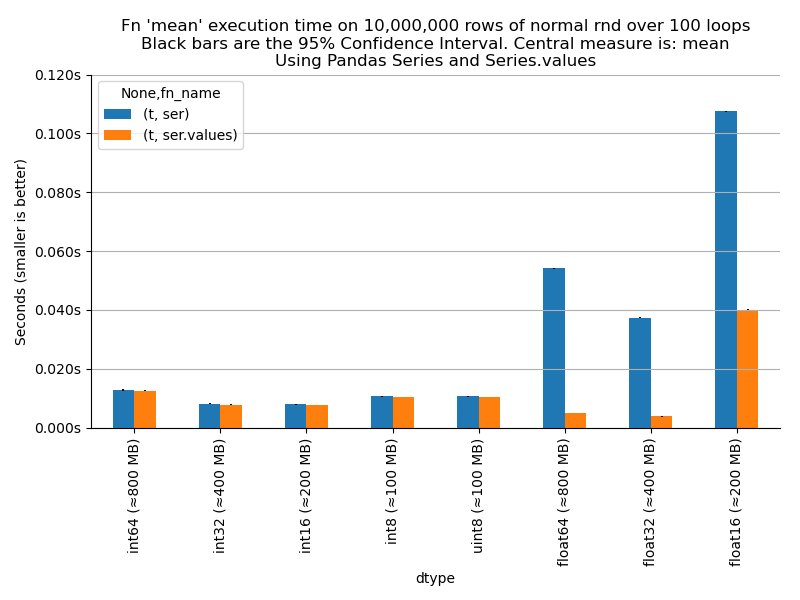 Fn 'mean' execution time on 10,000,000 rows of normal rnd over 100 loops
Black bars are the 95% Confidence Interval. Central measure is: mean
Using Pandas Series and Series.values
None,fn_name
(t, ser)
(t, ser.values)
Seconds (smaller is better)
0.120s
0.100s
0.080s
0.060s
0.040s
0.020s
0.000s
int64 (≈800 MB)
int32 (≈400 MB)
int16 (≈200 MB)
int8 (≈100 MB)
uint8 (≈100 MB)
float64 (≈800 MB)
float32 (≈400 MB)
float16 (≈200 MB)
dtype